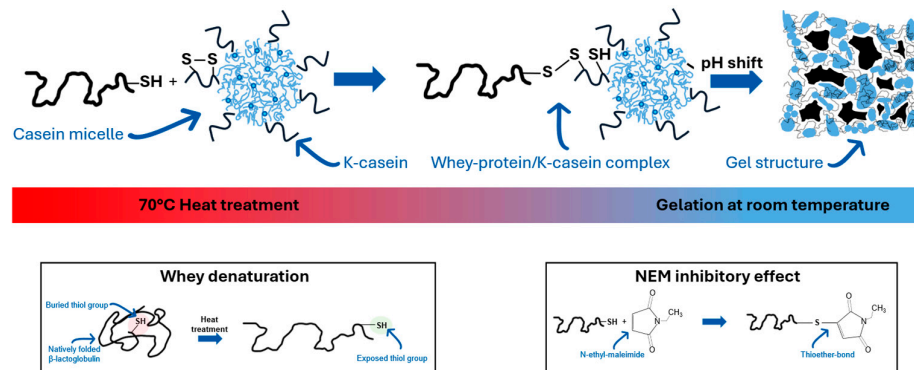 S—S
SH +
S
S
SH
pH shift
Casein micelle
K-casein
Whey-protein/K-casein complex
Gel structure
70°C Heat treatment
Gelation at room temperature
Whey denaturation
Buried thiol group
SH
Natively folded
β-lactoglobulin
Heat
treatment
SH
Exposed thiol group
NEM inhibitory effect
SH +
O
N
CH₃
O
N-ethyl-maleimide
S
O
N
CH₃
O
Thioether-bond